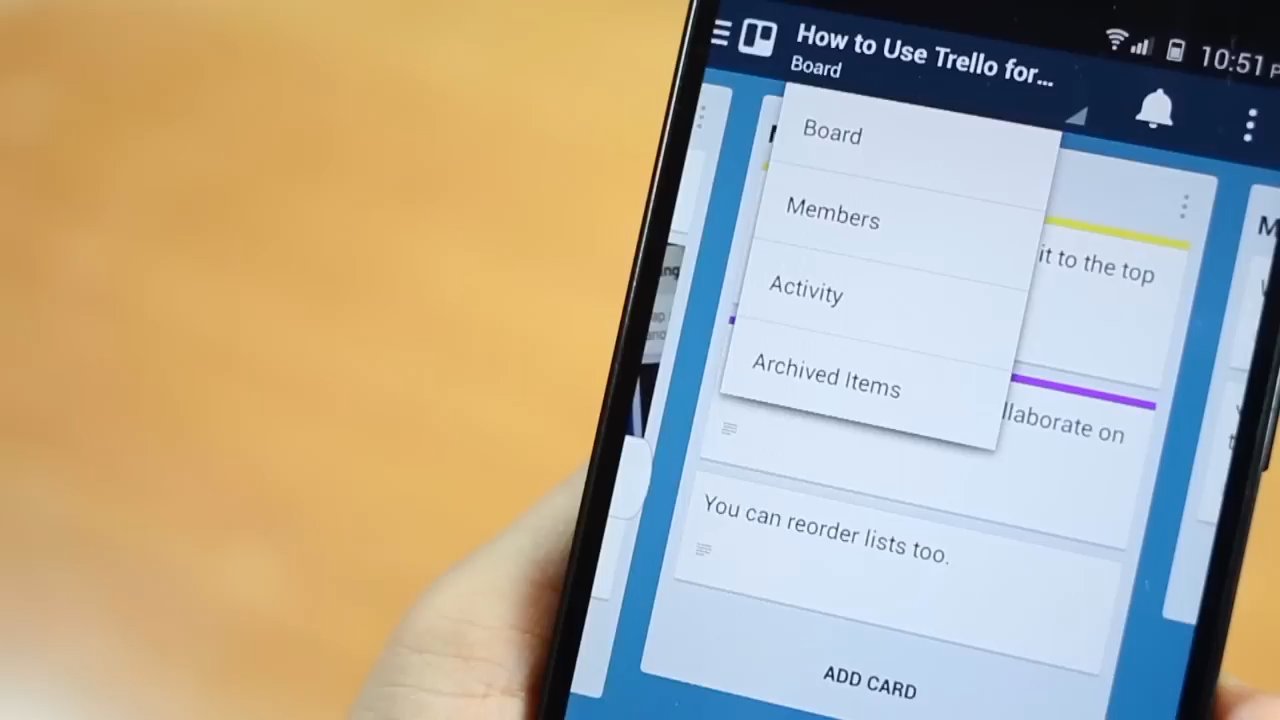 10:51
How to Use Trello for...
Board
Board
Members
Activity
Archived Items
it to the top
llaborate on
You can reorder lists too.
ADD CARD